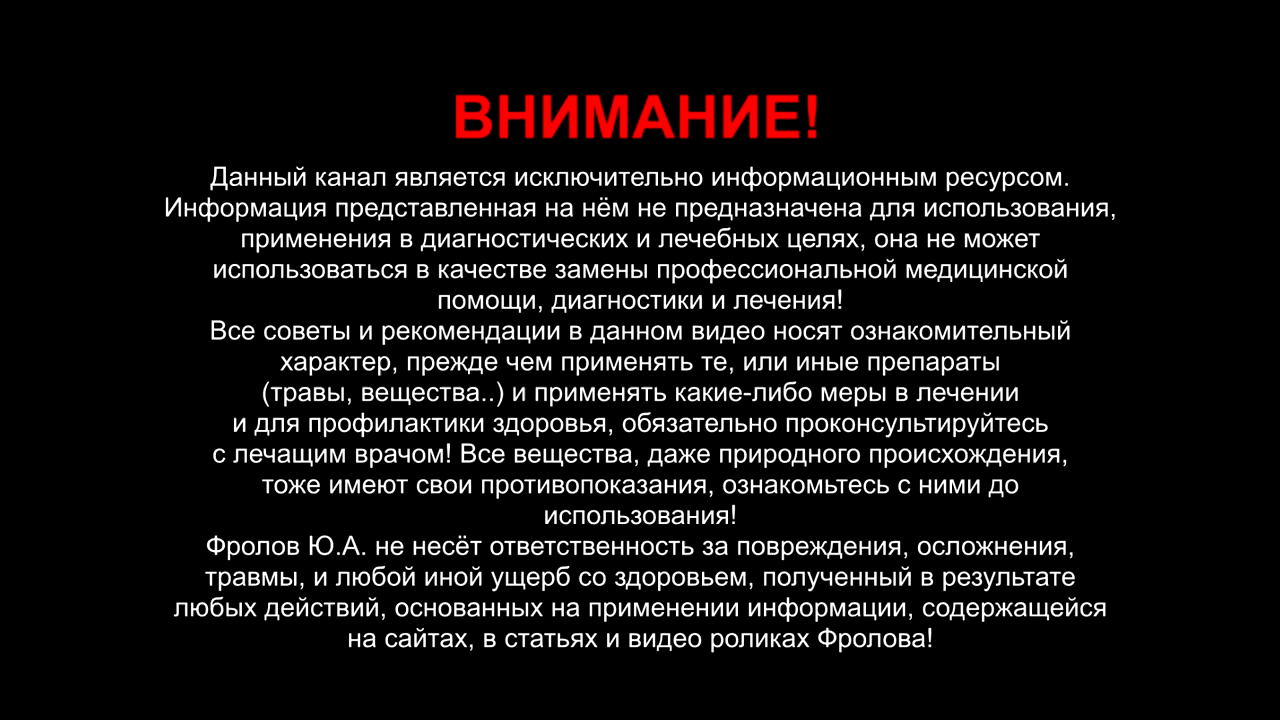 ВНИМАНИЕ!
Данный канал является исключительно информационным ресурсом.
Информация представленная на нём не предназначена для использования,
применения в диагностических и лечебных целях, она не может
использоваться в качестве замены профессиональной медицинской
помощи, диагностики и лечения!
Все советы и рекомендации в данном видео носят ознакомительный
характер, прежде чем применять те, или иные препараты
(травы, вещества..) и применять какие-либо меры в лечении
и для профилактики здоровья, обязательно проконсультируйтесь
с лечащим врачом! Все вещества, даже природного происхождения,
тоже имеют свои противопоказания, ознакомьтесь с ними до
использования!
Фролов Ю.А. не несёт ответственность за повреждения, осложнения,
травмы, и любой иной ущерб со здоровьем, полученный в результате
любых действий, основанных на применении информации, содержащейся
на сайтах, в статьях и видео роликах Фролова!